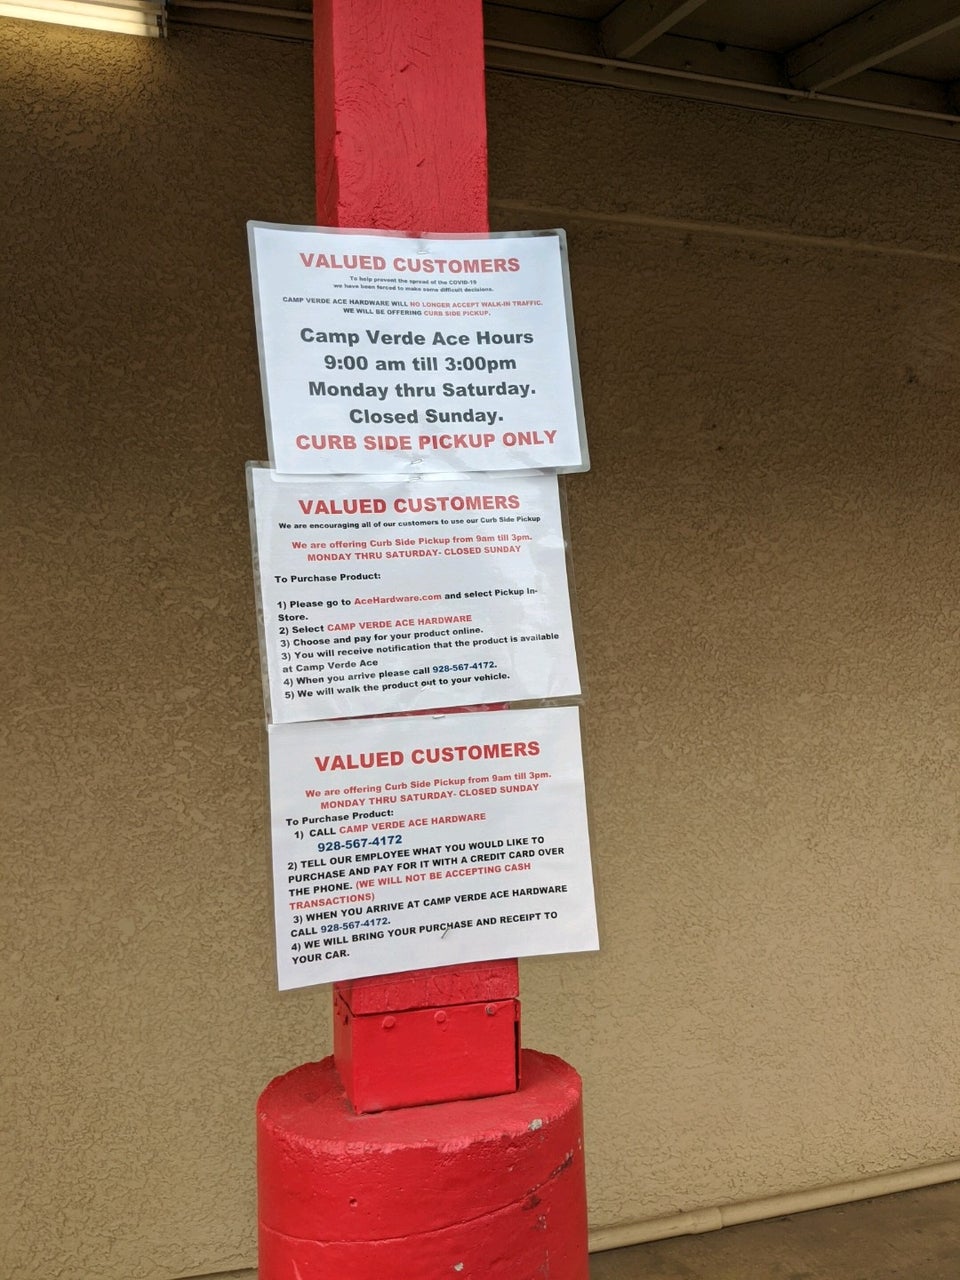 VALUED CUSTOMERS
To help prevent the spread of the COVID-19
we have been forced to make some difficult decisions.
CAMP VERDE ACE HARDWARE WILL NO LONGER ACCEPT WALK-IN TRAFFIC.
WE WILL BE OFFERING CURB SIDE PICKUP.
Camp Verde Ace Hours
9:00 am till 3:00pm
Monday thru Saturday.
Closed Sunday.
CURB SIDE PICKUP ONLY
VALUED CUSTOMERS
We are encouraging all of our customers to use our Curb Side Pickup
We are offering Curb Side Pickup from 9am till 3pm.
MONDAY THRU SATURDAY- CLOSED SUNDAY
To Purchase Product:
1) Please go to AceHardware.com and select Pickup In-
Store.
2) Select CAMP VERDE ACE HARDWARE
3) Choose and pay for your product online.
3) You will receive notification that the product is available
at Camp Verde Ace
4) When you arrive please call 928-567-4172.
5) We will walk the product out to your vehicle.
VALUED CUSTOMERS
We are offering Curb Side Pickup from 9am till 3pm.
MONDAY THRU SATURDAY- CLOSED SUNDAY
To Purchase Product:
1) CALL CAMP VERDE ACE HARDWARE
928-567-4172
2) TELL OUR EMPLOYEE WHAT YOU WOULD LIKE TO
PURCHASE AND PAY FOR IT WITH A CREDIT CARD OVER
THE PHONE. (WE WILL NOT BE ACCEPTING CASH
TRANSACTIONS)
3) WHEN YOU ARRIVE AT CAMP VERDE ACE HARDWARE
CALL 928-567-4172.
4) WE WILL BRING YOUR PURCHASE AND RECEIPT TO
YOUR CAR.